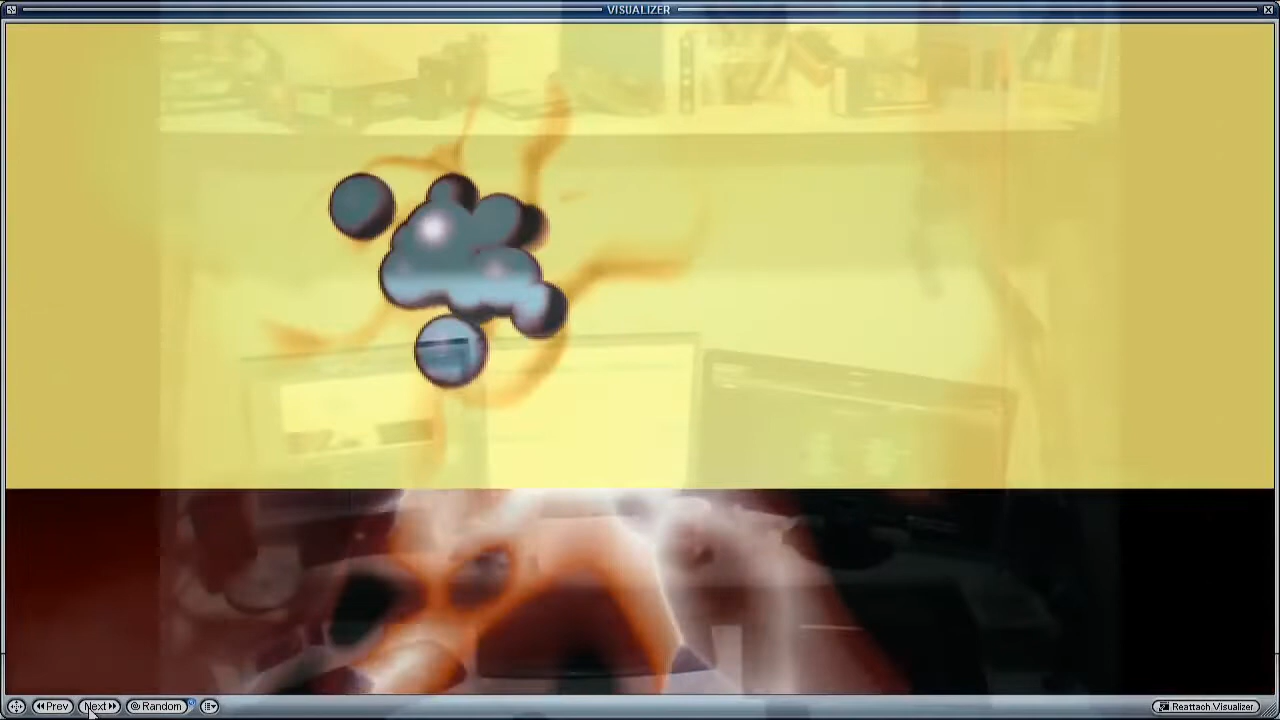 VISUALIZER
Prev
Next
Random
Reattach Visualizer